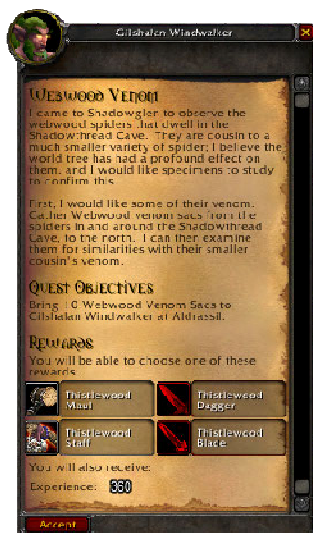 Gilshalan Windwalker
Webwood Venom
I came to Shadowglen to observe the
webwood spiders that dwell in the
Shadowthread Cave. They are cousin to a
much smaller variety of spider; I believe the
world tree has had a profound effect on
them, and I would like specimens to study
to confirm this.
First, I would like some of their venom.
Gather Webwood venom sacs from the
spiders in and around the Shadowthread
Cave, to the north. I can then examine
them for similarities with their smaller
cousin's venom.
Quest Objectives
Bring 10 Webwood Venom Sacs to
Gilshalan Windwalker at Aldrassil.
Rewards
You will be able to choose one of these
rewards
Thistlewood Maul
Thistlewood Dagger
Thistlewood Staff
Thistlewood Blade
You will also receive:
Experience: 360
Accept